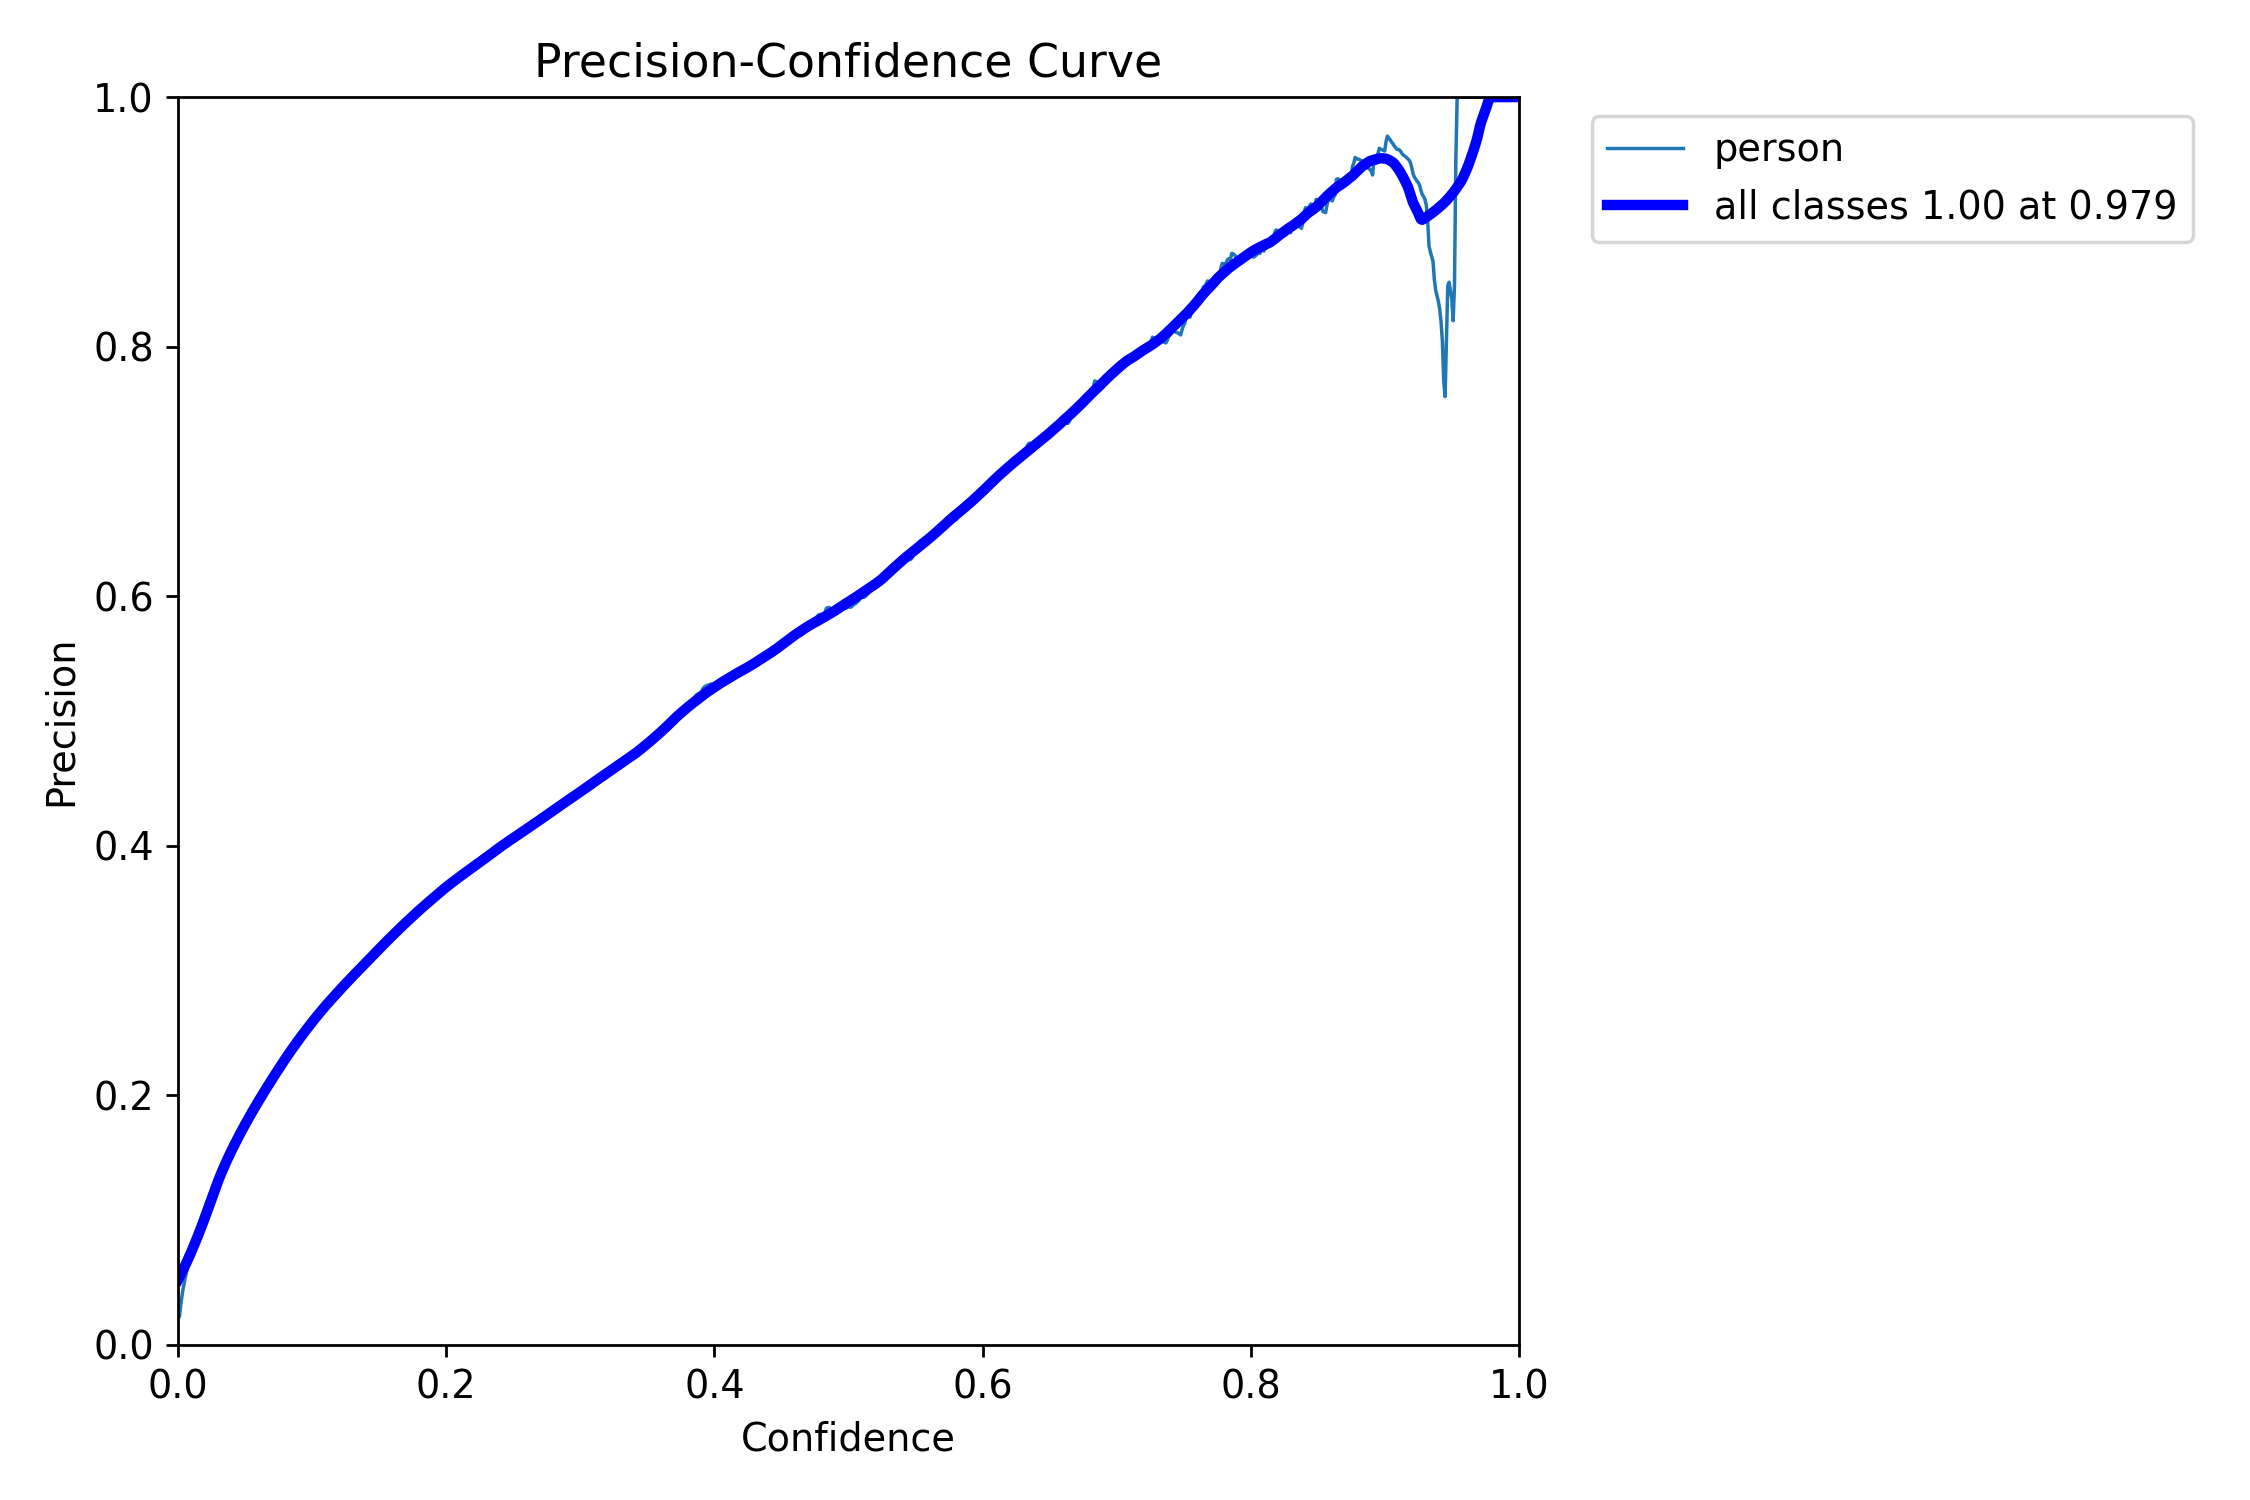 Precision-Confidence Curve
person
all classes 1.00 at 0.979
Precision
1.0
0.8
0.6
0.4
0.2
0.0
0.0 0.2 0.4 0.6 0.8 1.0
Confidence